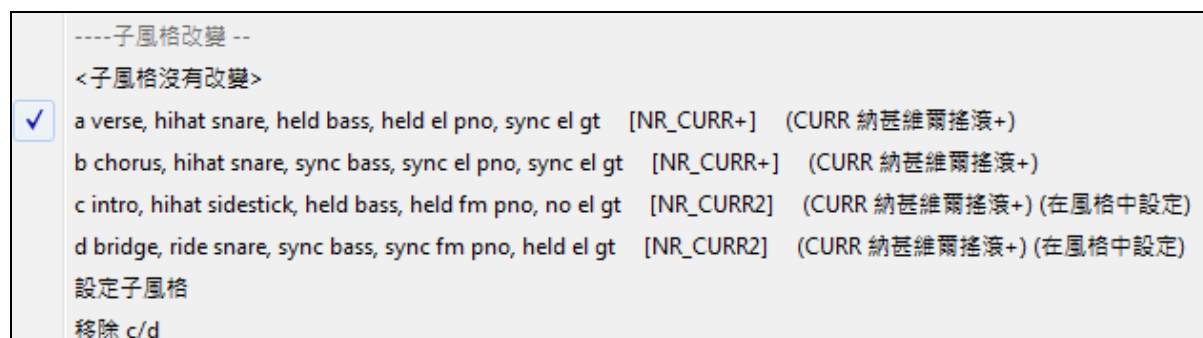 ----子風格改變 --
<子風格沒有改變>
a verse, hihat snare, held bass, held el pno, sync el gt [NR_CURR+] (CURR 納甚維爾搖滾+)
b chorus, hihat snare, sync bass, sync el pno, sync el gt [NR_CURR+] (CURR 納甚維爾搖滾+)
c intro, hihat sidestick, held bass, held fm pno, no el gt [NR_CURR2] (CURR 納甚維爾搖滾+) (在風格中設定)
d bridge, ride snare, sync bass, sync fm pno, held el gt [NR_CURR2] (CURR 納甚維爾搖滾+) (在風格中設定)
設定子風格
移除 c/d